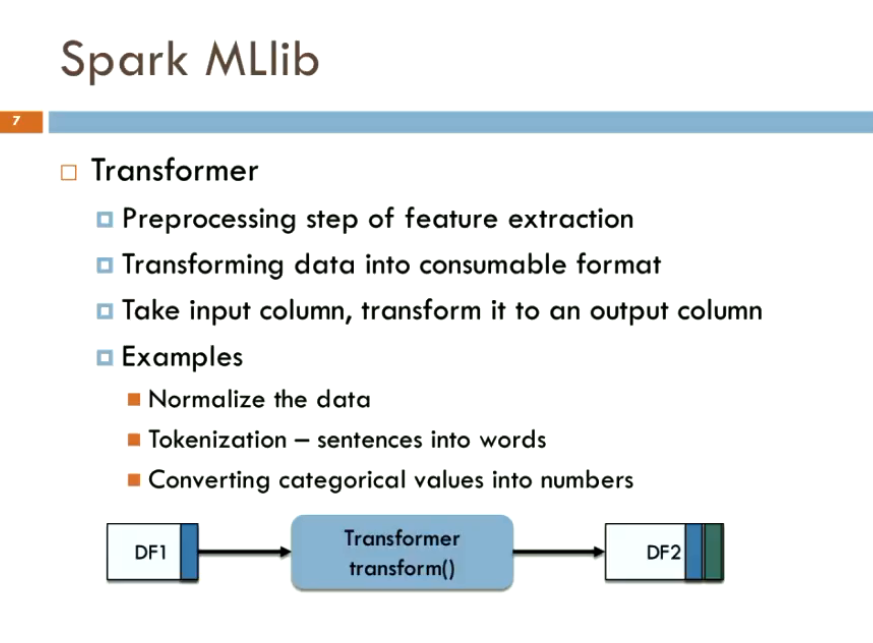 Spark MLlib
7
Transformer
Preprocessing step of feature extraction
Transforming data into consumable format
Take input column, transform it to an output column
Examples
Normalize the data
Tokenization – sentences into words
Converting categorical values into numbers
DF1
Transformer
transform()
DF2